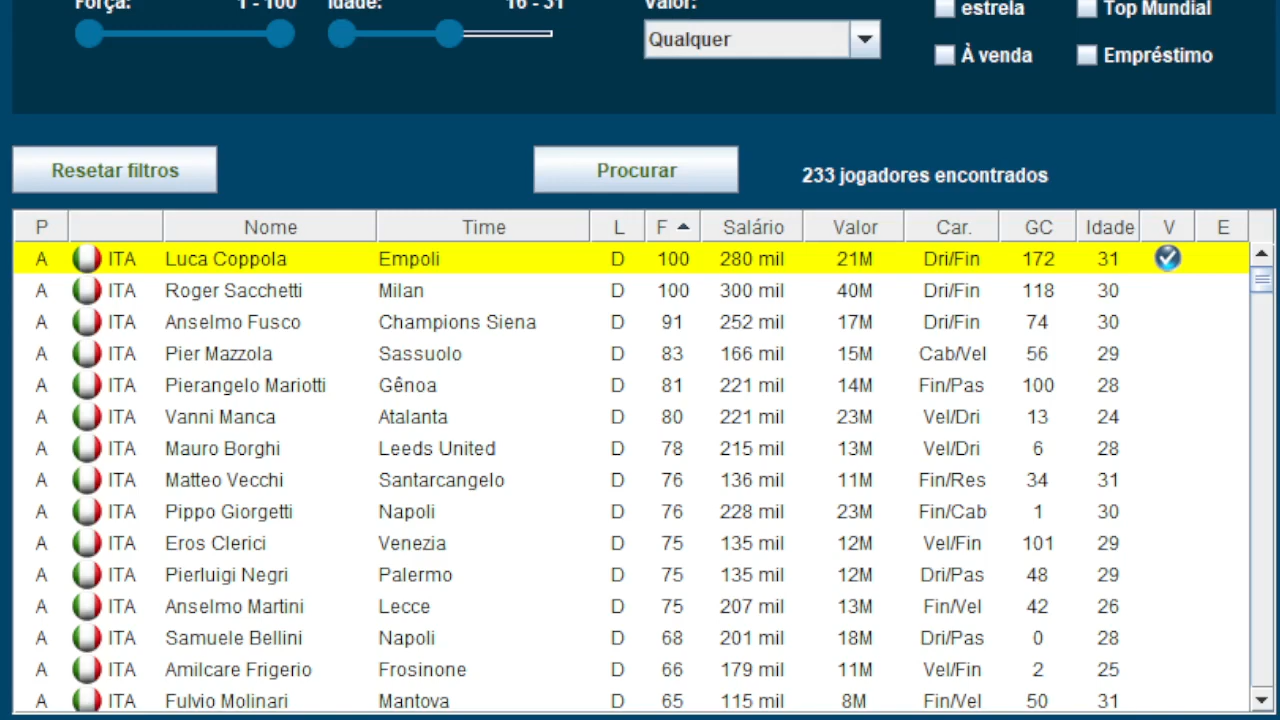 Força: 1 - 100 Idade: 16 - 31 Valor:
estrela Top Mundial
Qualquer
À venda Empréstimo
Resetar filtros Procurar 233 jogadores encontrados
P Nome Time L F Salário Valor Car. GC Idade V E
A ITA Luca Coppola Empoli D 100 280 mil 21M Dri/Fin 172 31
A ITA Roger Sacchetti Milan D 100 300 mil 40M Dri/Fin 118 30
A ITA Anselmo Fusco Champions Siena D 91 252 mil 17M Dri/Fin 74 30
A ITA Pier Mazzola Sassuolo D 83 166 mil 15M Cab/Vel 56 29
A ITA Pierangelo Mariotti Gênoa D 81 221 mil 14M Fin/Pas 100 28
A ITA Vanni Manca Atalanta D 80 221 mil 23M Vel/Dri 13 24
A ITA Mauro Borghi Leeds United D 78 215 mil 13M Vel/Dri 6 28
A ITA Matteo Vecchi Santarcangelo D 76 136 mil 11M Fin/Res 34 31
A ITA Pippo Giorgetti Napoli D 76 228 mil 23M Fin/Cab 1 30
A ITA Eros Clerici Venezia D 75 135 mil 12M Vel/Fin 101 29
A ITA Pierluigi Negri Palermo D 75 135 mil 12M Dri/Pas 48 29
A ITA Anselmo Martini Lecce D 75 207 mil 13M Fin/Vel 42 26
A ITA Samuele Bellini Napoli D 68 201 mil 18M Dri/Pas 0 28
A ITA Amilcare Frigerio Frosinone D 66 179 mil 11M Vel/Fin 2 25
A ITA Fulvio Molinari Mantova D 65 115 mil 8M Fin/Vel 50 31